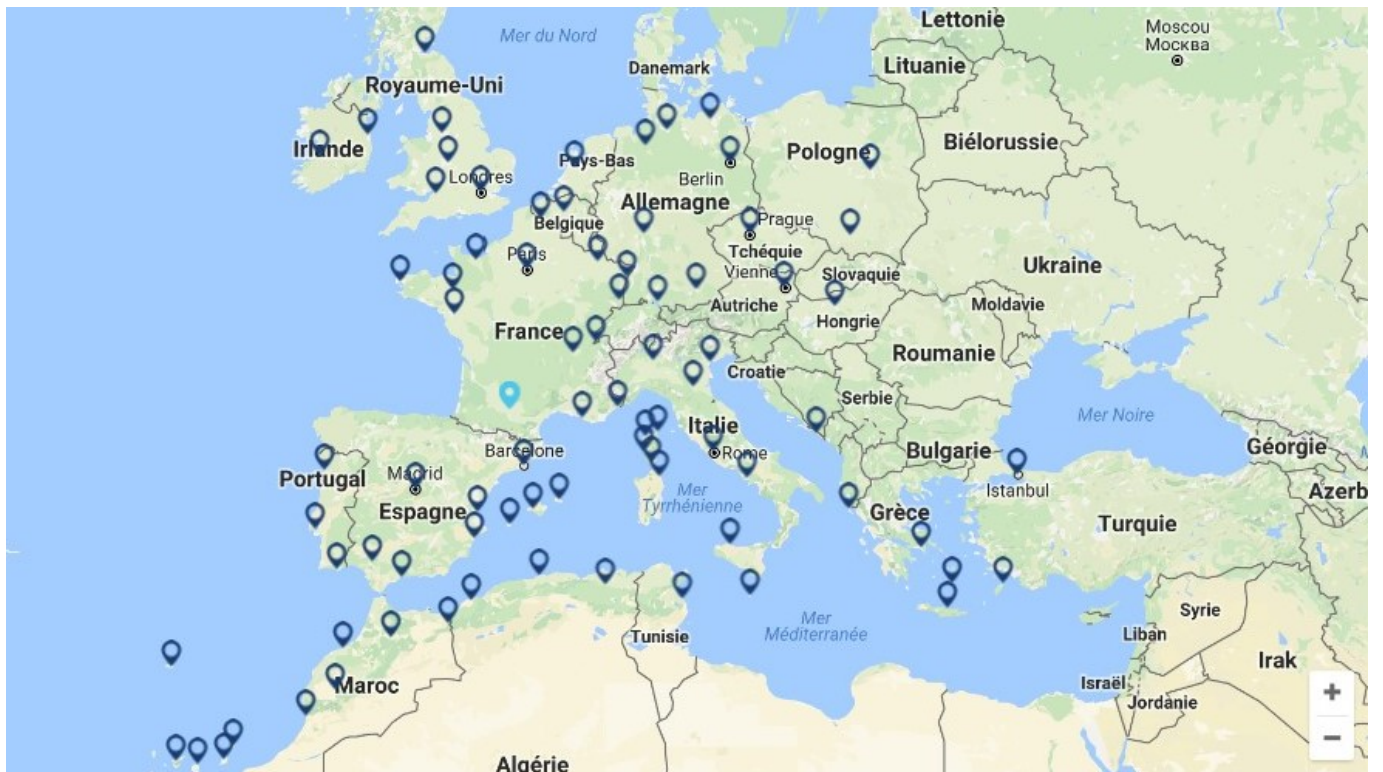 Lettonie
Moscou
Москва
Mer du Nord
Danemark
Lituanie
Royaume-Uni
Irlande
Biélorussie
Pologne
Pays-Bas
Londres
Berlin
Allemagne
Belgique
Prague
Paris
Tchéquie
Vienne
Slovaquie
Ukraine
Autriche
Moldavie
Hongrie
France
Roumanie
Croatie
Serbie
Mer Noire
Italie
Géorgie
Barcelone
Bulgarie
Rome
Madrid
Portugal
Istanbul
Azerb
Mer
Tyrrhénienne
Espagne
Grèce
Turquie
Syrie
Mer
Méditerranée
Liban
Tunisie
Irak
Maroc
Israël
Jordanie
+
−
Algérie